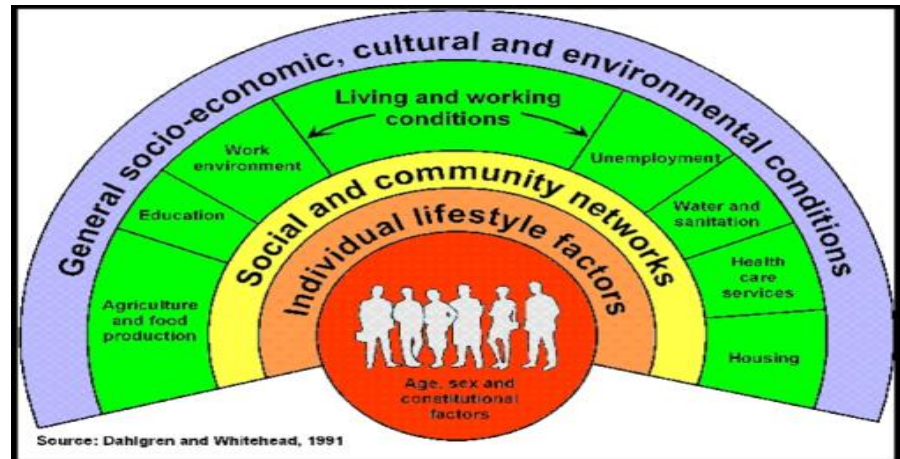 General socio-economic, cultural and environmental conditions
Living and working
conditions
Work
environment
Unemployment
Education
Water and
sanitation
Agriculture
and food
production
Health
care
services
Housing
Social and community networks
Individual lifestyle factors
Age, sex and
constitutional
factors
Source: Dahlgren and Whitehead, 1991